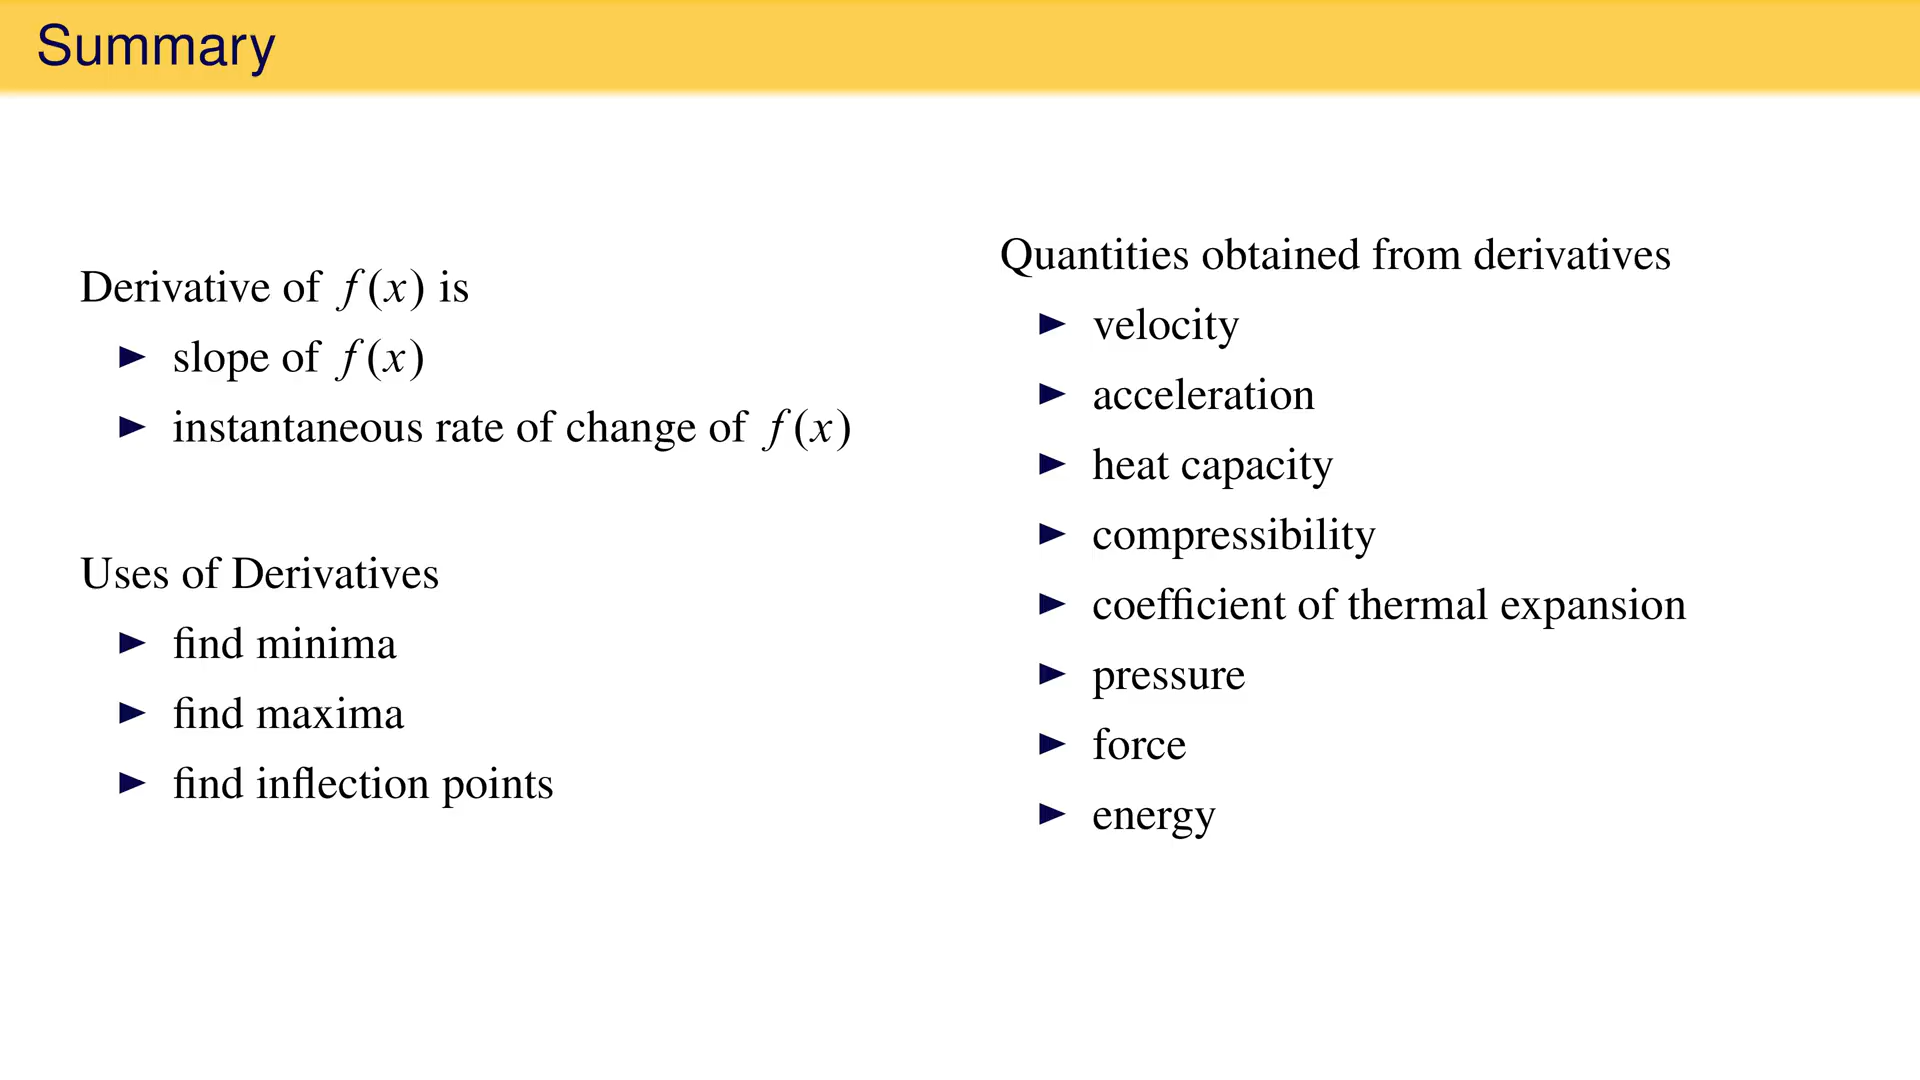 Summary
Derivative of f(x) is
▶ slope of f(x)
▶ instantaneous rate of change of f(x)
Uses of Derivatives
▶ find minima
▶ find maxima
▶ find inflection points
Quantities obtained from derivatives
▶ velocity
▶ acceleration
▶ heat capacity
▶ compressibility
▶ coefficient of thermal expansion
▶ pressure
▶ force
▶ energy